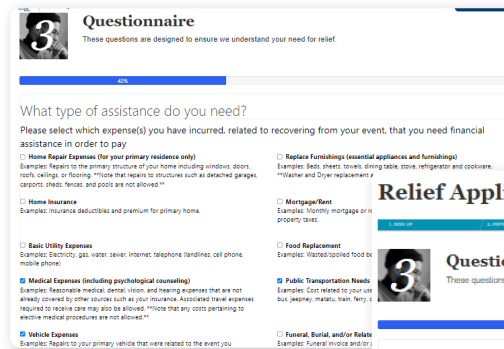 3
Questionnaire
These questions are designed to ensure we understand your need for relief.
42%
What type of assistance do you need?
Please select which expense(s) you have incurred, related to recovering from your event, that you need financial
assistance in order to pay
Home Repair Expenses (for your primary residence only)
Examples: Repairs to the primary structure of your home including windows, doors,
roofs, ceilings, or flooring. **Note that repairs to structures such as detached garages,
carports, sheds, fences, and pools are not allowed.**
Replace Furnishings (essential appliances and furnishings)
Examples: Beds, sheets, towels, dining table, stove, refrigerator and cookware.
**Washer and Dryer replacement
Home Insurance
Examples: Insurance deductibles and premium for primary home.
Mortgage/Rent
Examples: Monthly mortgage or
property taxes.
Basic Utility Expenses
Examples: Electricity, gas, water, sewer, internet, telephone (landlines, cell phone,
mobile phone)
Food Replacement
Examples: Wasted/spoiled food
Medical Expenses (including psychological counseling)
Examples: Reasonable medical, dental, vision, and hearing expenses that are not
already covered by other sources such as your insurance. Associated travel expenses
required to receive care may also be allowed. **Note that any costs pertaining to
elective medical procedures are not allowed.**
Public Transportation Needs
Examples: Cost related to your use
bus, jeepney, matatu, train, ferry,
Vehicle Expenses
Examples: Repairs to your primary vehicle that were related to the event you
Funeral, Burial, and/or Relate
Examples: Funeral invoice and/or
Relief Appli
1. SIGN UP
3
Questio
These questions